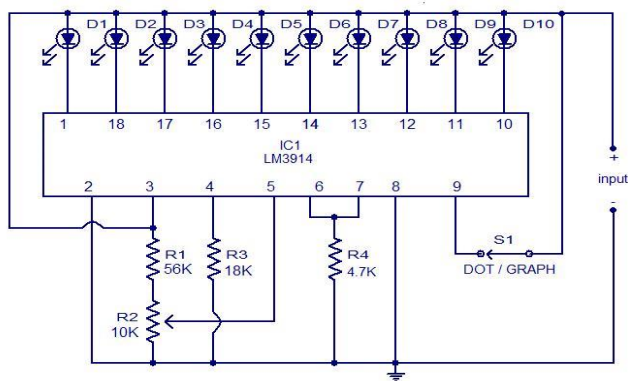 D1 D2 D3 D4 D5 D6 D7 D8 D9 D10
1 18 17 16 15 14 13 12 11 10
IC1
LM3914
2 3 4 5 6 7 8 9
+
input
-
S1
DOT / GRAPH
R1
56K
R3
18K
R4
4.7K
R2
10K